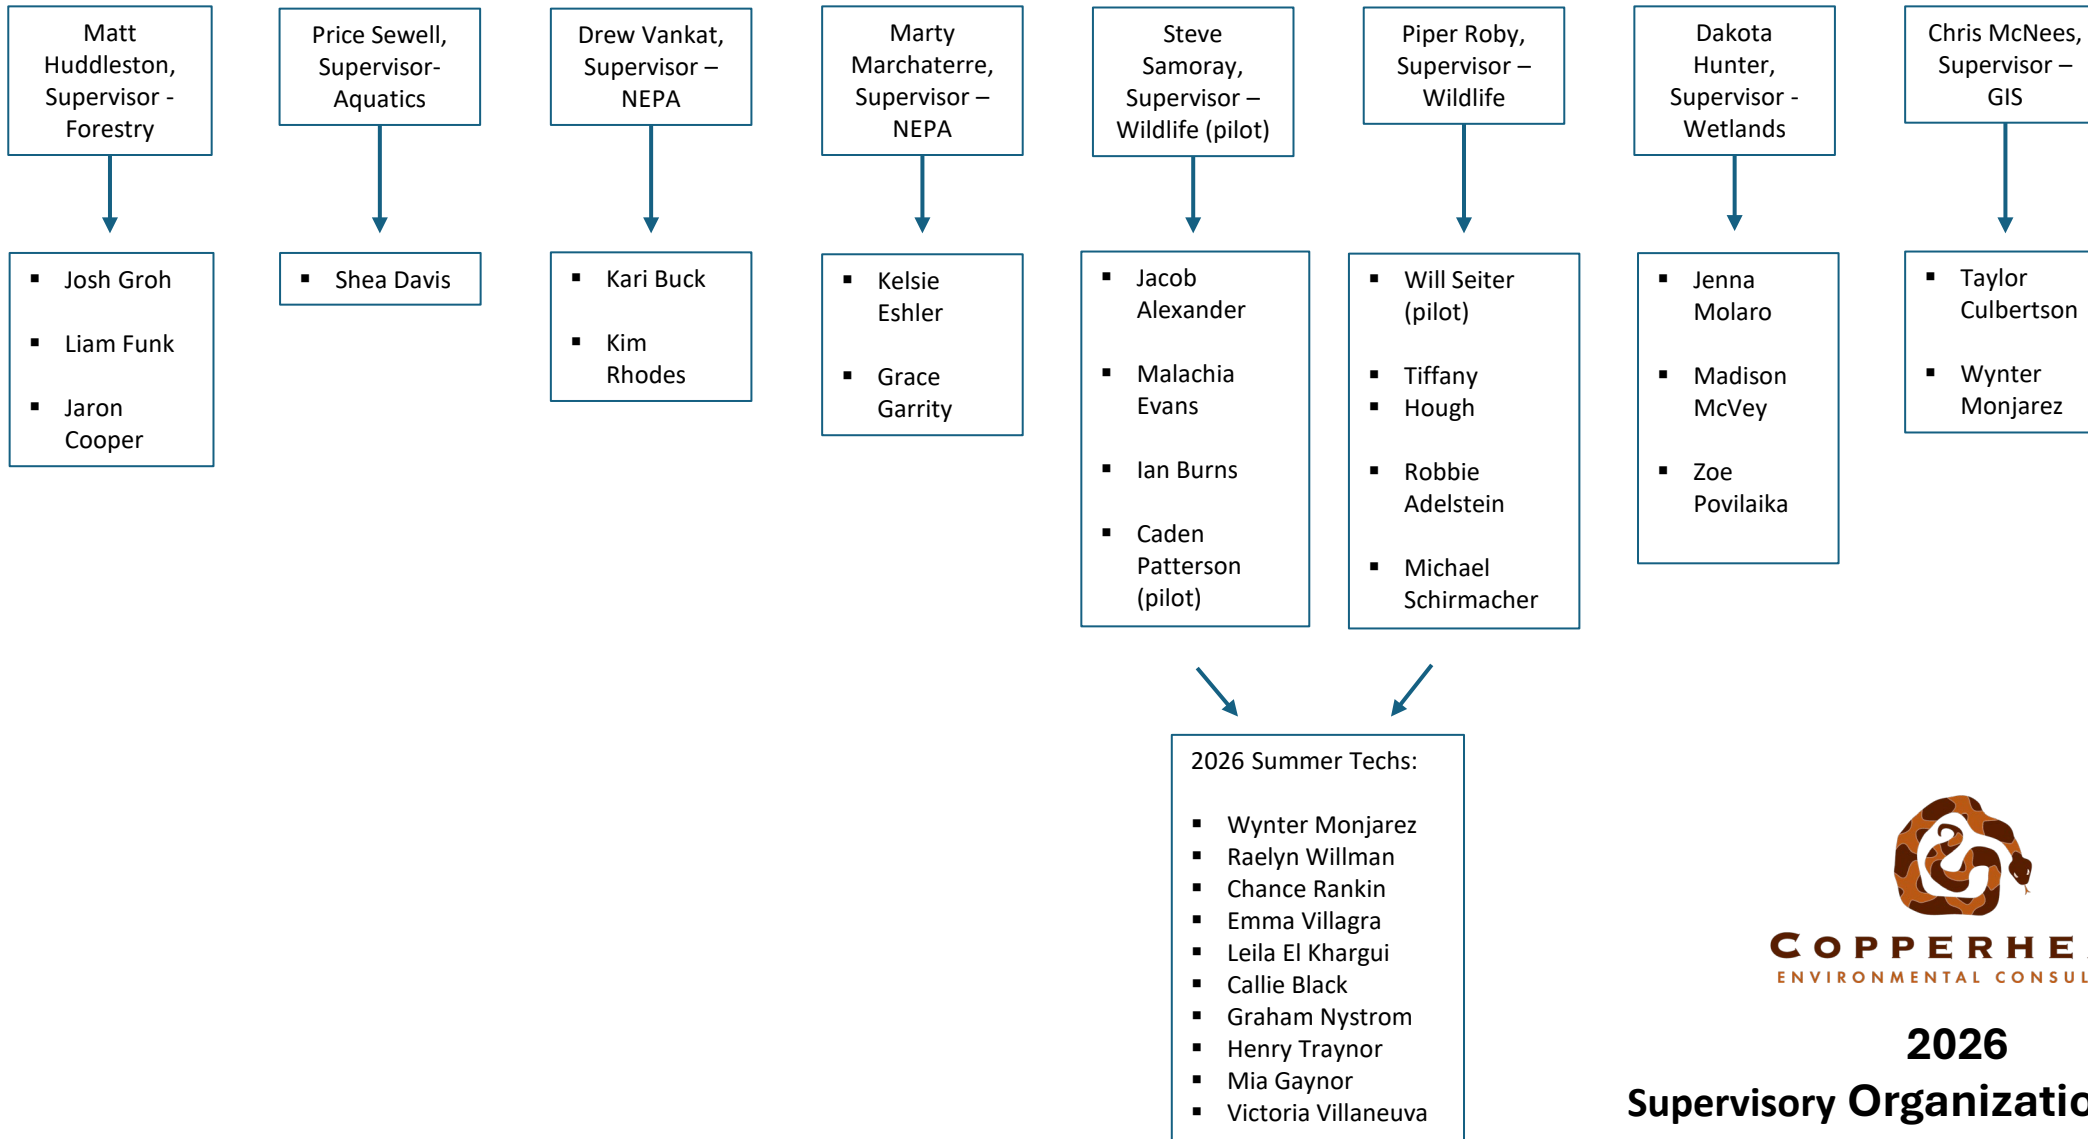 Matt
Huddleston,
Supervisor -
Forestry
Price Sewell,
Supervisor-
Aquatics
Drew Vankat,
Supervisor –
NEPA
Marty
Marchaterre,
Supervisor –
NEPA
Steve
Samoray,
Supervisor –
Wildlife (pilot)
Piper Roby,
Supervisor –
Wildlife
Dakota
Hunter,
Supervisor -
Wetlands
Chris McNees,
Supervisor –
GIS
▪ Josh Groh
▪ Liam Funk
▪ Jaron
Cooper
▪ Shea Davis
▪ Kari Buck
▪ Kim
Rhodes
▪ Kelsie
Eshler
▪ Grace
Garrity
▪ Jacob
Alexander
▪ Malachia
Evans
▪ Ian Burns
▪ Caden
Patterson
(pilot)
▪ Will Seiter
(pilot)
▪ Tiffany
▪ Hough
▪ Robbie
Adelstein
▪ Michael
Schirmacher
▪ Jenna
Molaro
▪ Madison
McVey
▪ Zoe
Povilaika
▪ Taylor
Culbertson
▪ Wynter
Monjarez
2026 Summer Techs:
▪ Wynter Monjarez
▪ Raelyn Willman
▪ Chance Rankin
▪ Emma Villagra
▪ Leila El Khargui
▪ Callie Black
▪ Graham Nystrom
▪ Henry Traynor
▪ Mia Gaynor
▪ Victoria Villaneuva
COPPERHE
ENVIRONMENTAL CONSUL
2026
Supervisory Organizatio